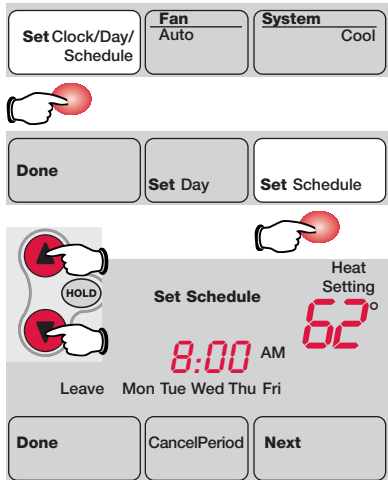 Set Clock/Day/
Schedule
Fan
Auto
System
Cool
Done
Set Day
Set Schedule
HOLD
Set Schedule
Heat
Setting
62°
8:00 AM
Leave Mon Tue Wed Thu Fri
Done
CancelPeriod
Next